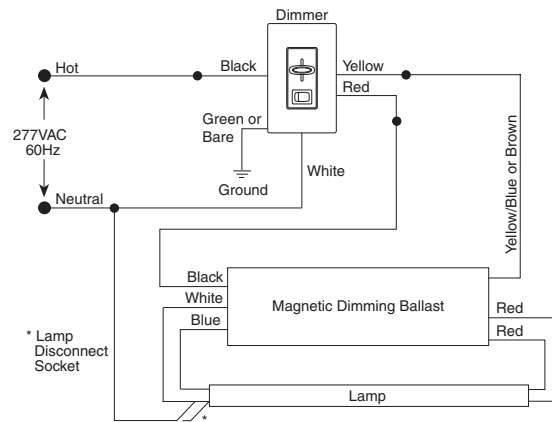 Dimmer
Hot
Black
Yellow
Red
Green or
Bare
277VAC
60Hz
White
Ground
Neutral
Yellow/Blue or Brown
Black
White
Blue
Magnetic Dimming Ballast
Red
Red
* Lamp
Disconnect
Socket
Lamp
*